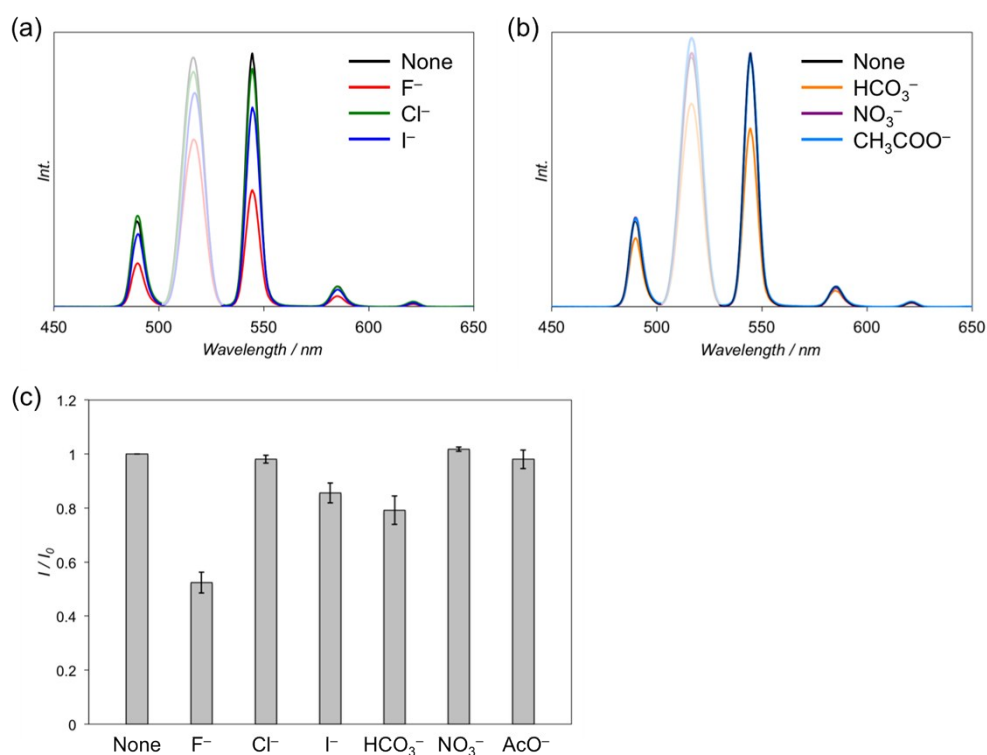 (a)
None
F⁻
Cl⁻
I⁻
Int.
450 500 550 600 650
Wavelength / nm
(b)
None
HCO₃⁻
NO₃⁻
CH₃COO⁻
Int.
450 500 550 600 650
Wavelength / nm
(c)
1.2
1
0.8
0.6
0.4
0.2
0
I / I₀
None F⁻ Cl⁻ I⁻ HCO₃⁻ NO₃⁻ AcO⁻